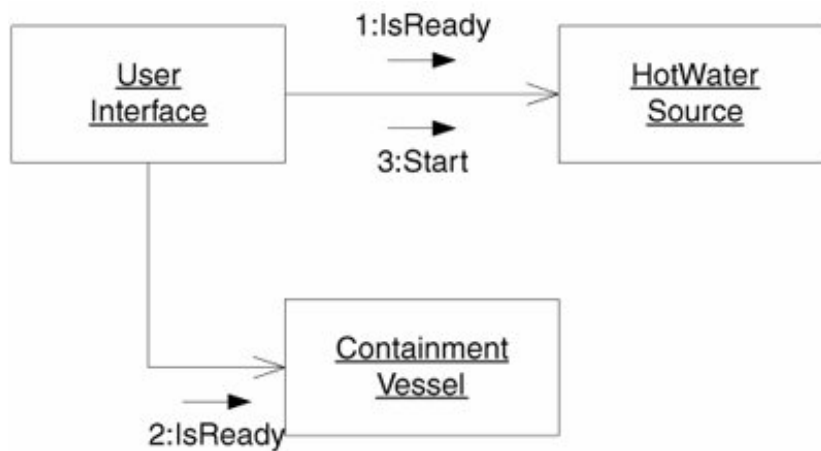 1:IsReady
User
Interface
HotWater
Source
3:Start
Containment
Vessel
2:IsReady